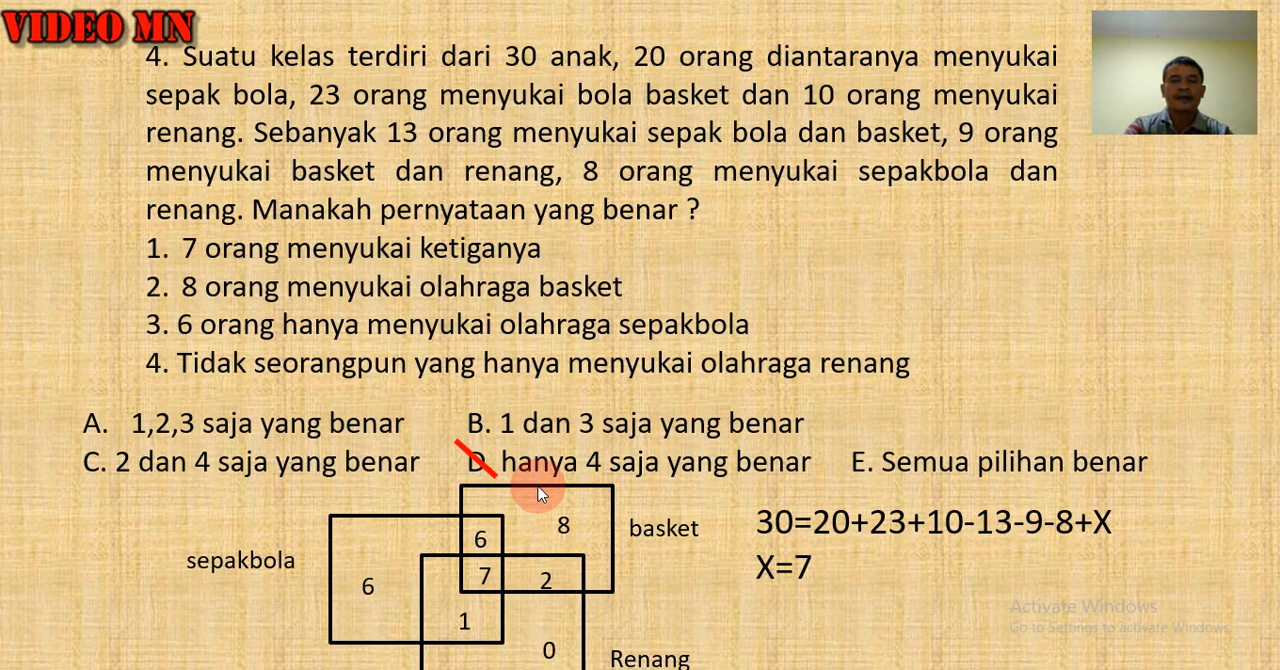 VIDEO MN
4. Suatu kelas terdiri dari 30 anak, 20 orang diantaranya menyukai
sepak bola, 23 orang menyukai bola basket dan 10 orang menyukai
renang. Sebanyak 13 orang menyukai sepak bola dan basket, 9 orang
menyukai basket dan renang, 8 orang menyukai sepakbola dan
renang. Manakah pernyataan yang benar ?
1. 7 orang menyukai ketiganya
2. 8 orang menyukai olahraga basket
3. 6 orang hanya menyukai olahraga sepakbola
4. Tidak seorangpun yang hanya menyukai olahraga renang
A. 1,2,3 saja yang benar B. 1 dan 3 saja yang benar
C. 2 dan 4 saja yang benar D. hanya 4 saja yang benar E. Semua pilihan benar
8 basket 30=20+23+10-13-9-8+X
6
sepakbola
7 2 X=7
6
1
0 Renang
Activate Windows
Go to Settings to activate Windows.